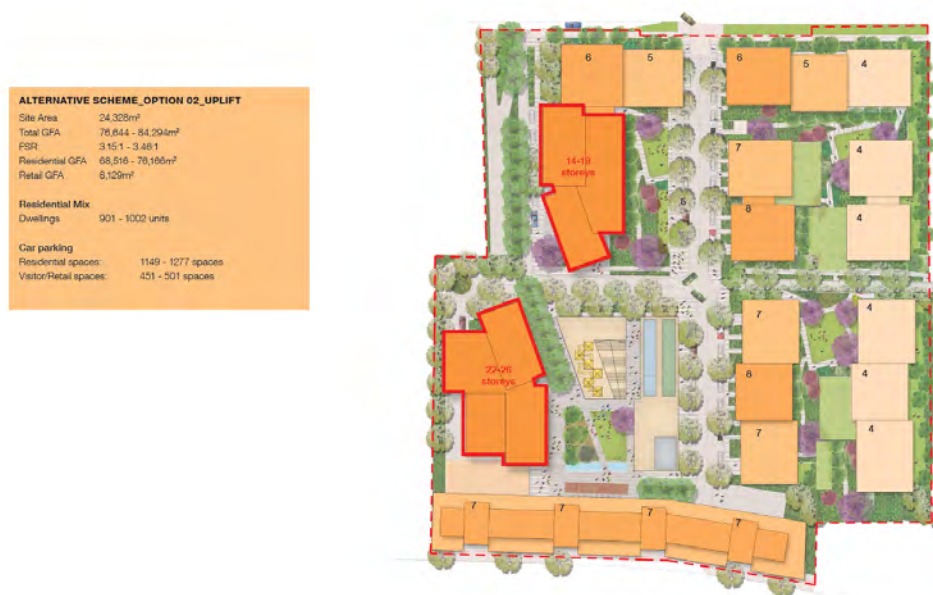 ALTERNATIVE SCHEME_OPTION 02_UPLIFT
Site Area 24,328m²
Total GFA 76,644 - 84,294m²
FSR 3.15:1 - 3.46:1
Residential GFA 68,516 - 76,166m²
Retail GFA 8,129m²
Residential Mix
Dwellings 901 - 1002 units
Car parking
Residential spaces: 1149 - 1277 spaces
Visitor/Retail spaces: 451 - 501 spaces
6 5 6 5 4
14-19
storeys
7 4
8 4
7 4
22-26
storeys
8 4
7 4
7 7 7 7